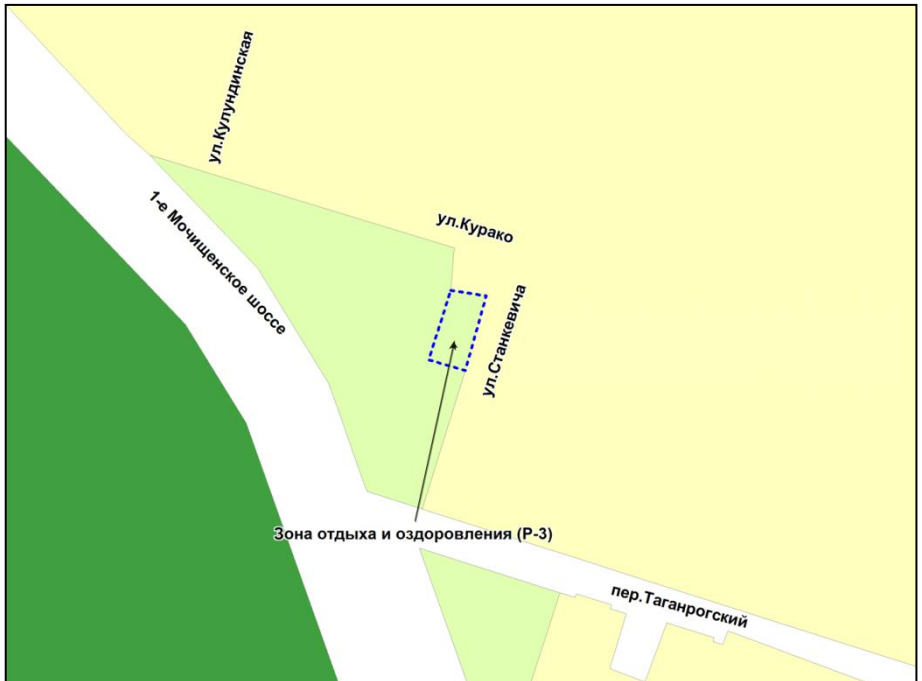 ул.Кулундинская
1-е Мочищенское шоссе
ул.Курако
ул.Станкевича
Зона отдыха и оздоровления (Р-3)
пер.Таганрогский